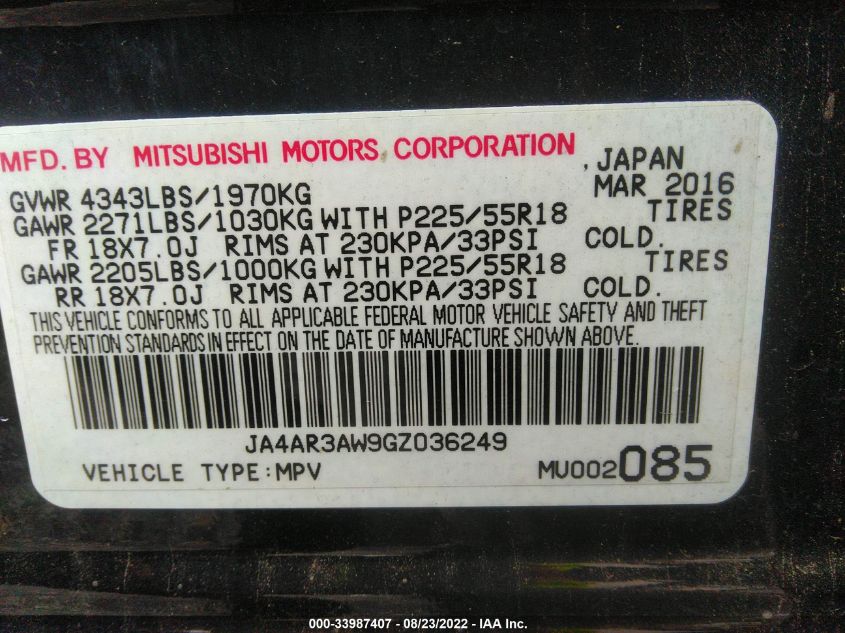 MFD. BY MITSUBISHI MOTORS CORPORATION , JAPAN
GVWR 4343LBS/1970KG MAR 2016
GAWR 2271LBS/1030KG WITH P225/55R18 TIRES
FR 18X7.0J RIMS AT 230KPA/33PSI COLD.
GAWR 2205LBS/1000KG WITH P225/55R18 TIRES
RR 18X7.0J RIMS AT 230KPA/33PSI COLD.
THIS VEHICLE CONFORMS TO ALL APPLICABLE FEDERAL MOTOR VEHICLE SAFETY AND THEFT
PREVENTION STANDARDS IN EFFECT ON THE DATE OF MANUFACTURE SHOWN ABOVE.
JA4AR3AW9GZ036249
VEHICLE TYPE:MPV MU002085
000-33987407 - 08/23/2022 - IAA Inc.